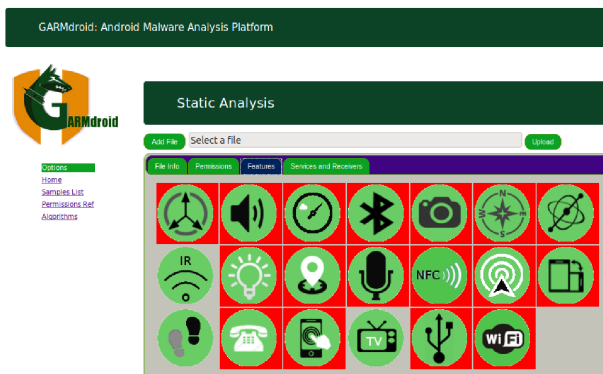 GARMdroid: Android Malware Analysis Platform
GARMdroid
Static Analysis
Add File Select a file Upload
File Info Permissions Features Services and Receivers
Options
Home
Samples List
Permissions Ref
Algorithms
N
W E
S
IR
NFC
TV
WiFi